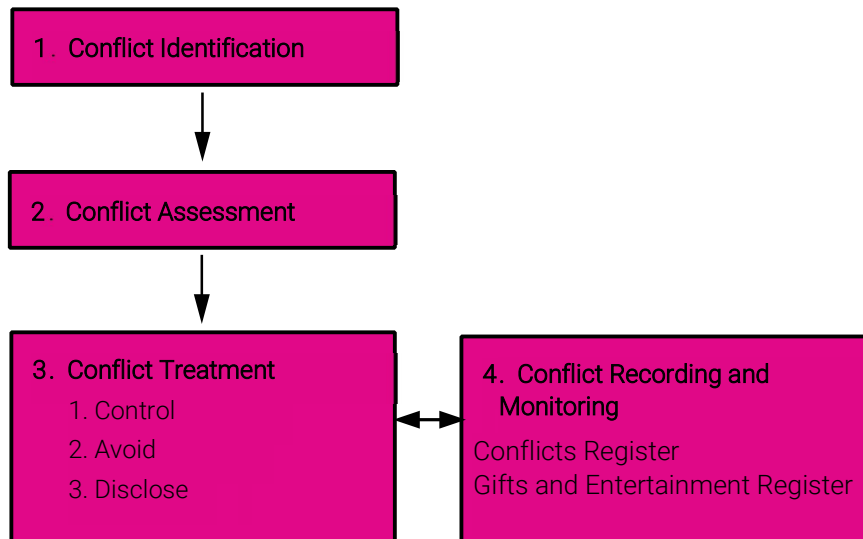 1. Conflict Identification
2. Conflict Assessment
3. Conflict Treatment
1. Control
2. Avoid
3. Disclose
4. Conflict Recording and
Monitoring
Conflicts Register
Gifts and Entertainment Register